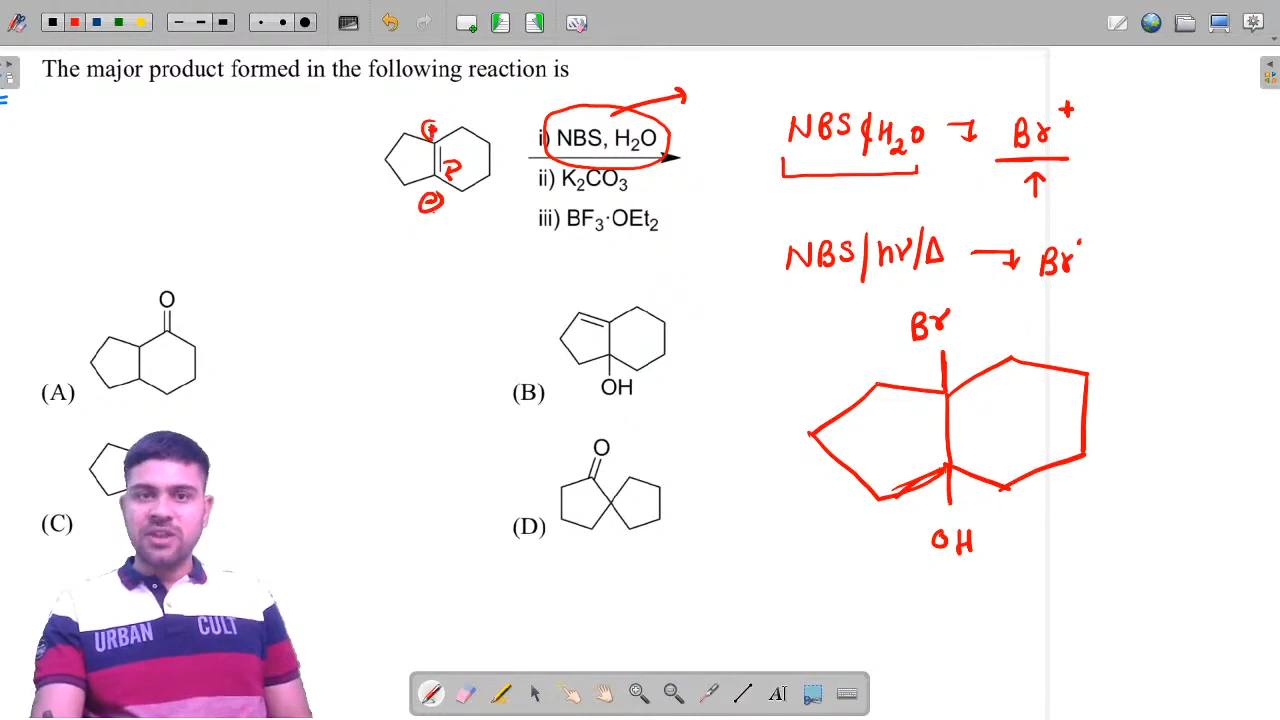 The major product formed in the following reaction is
i) NBS, H₂O
ii) K₂CO₃
iii) BF₃·OEt₂
NBS/H₂O → Br⁺
NBS/hν/Δ → Br•
(A)
O
(B)
OH
(C)
(D)
O
Br
OH
URBAN CULT
AI